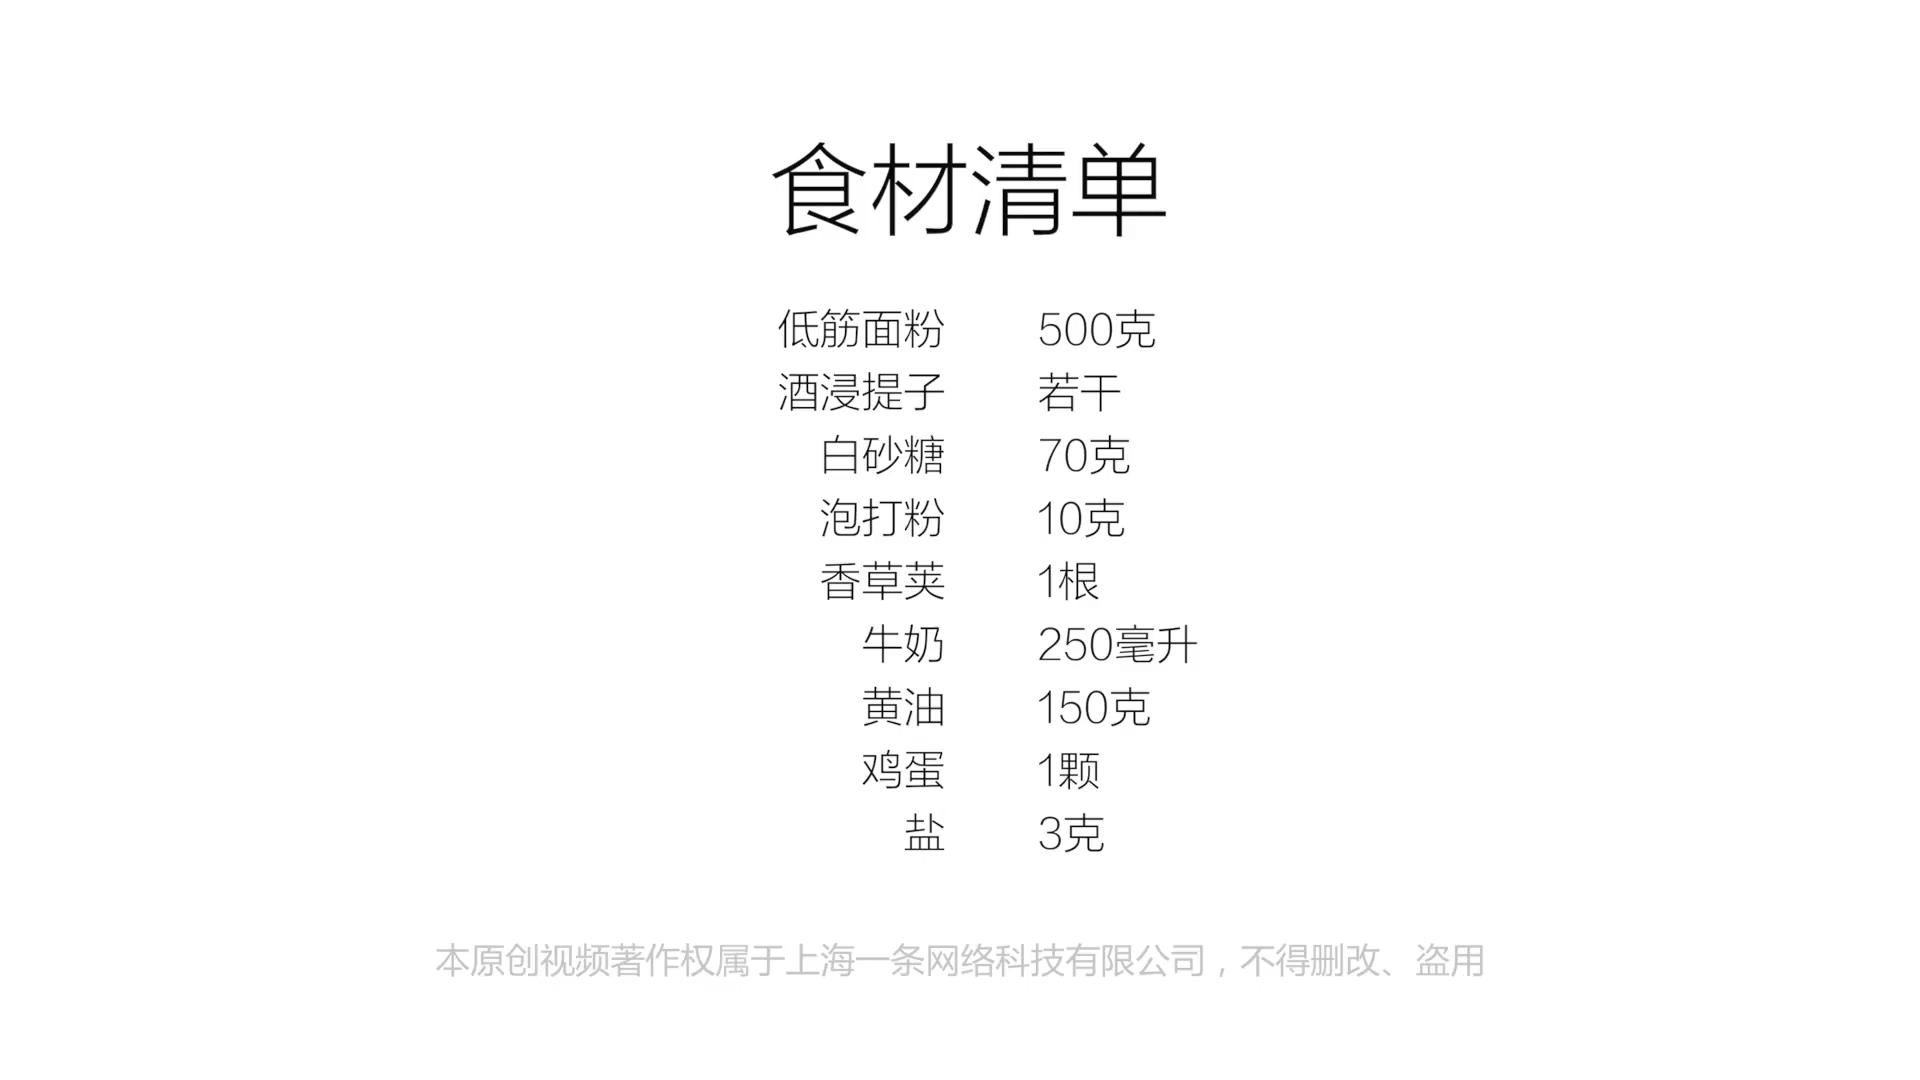 食材清单
低筋面粉 500克
酒浸提子 若干
白砂糖 70克
泡打粉 10克
香草荚 1根
牛奶 250毫升
黄油 150克
鸡蛋 1颗
盐 3克
本原创视频著作权属于上海一条网络科技有限公司，不得删改、盗用